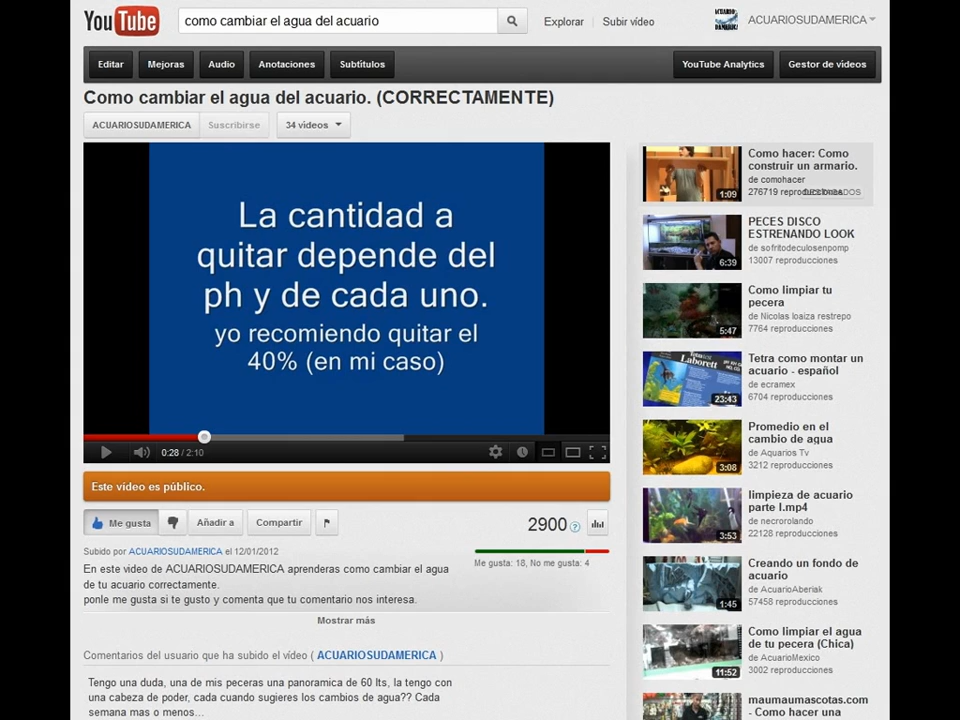 YouTube
como cambiar el agua del acuario
Explorar
Subir vídeo
ACUARIOSUDAMERICA
Editar
Mejoras
Audio
Anotaciones
Subtítulos
YouTube Analytics
Gestor de vídeos
Como cambiar el agua del acuario. (CORRECTAMENTE)
ACUARIOSUDAMERICA
Suscribirse
34 vídeos
La cantidad a
quitar depende del
ph y de cada uno.
yo recomiendo quitar el
40% (en mi caso)
0:28 / 2:10
Este vídeo es público.
Me gusta
Añadir a
Compartir
2900
Subido por ACUARIOSUDAMERICA el 12/01/2012
Me gusta: 18, No me gusta: 4
En este video de ACUARIOSUDAMERICA aprenderas como cambiar el agua
de tu acuario correctamente.
ponle me gusta si te gusto y comenta que tu comentario nos interesa.
Mostrar más
Comentarios del usuario que ha subido el vídeo ( ACUARIOSUDAMERICA )
Tengo una duda, una de mis peceras una panoramica de 60 lts, la tengo con
una cabeza de poder, cada cuando sugieres los cambios de agua?? Cada
semana mas o menos...
Como hacer: Como
construir un armario.
de comohacer
276719 reproducciones
1:09
PECES DISCO
ESTRENANDO LOOK
de sofritodeculosenpomp
13007 reproducciones
6:39
Como limpiar tu
pecera
de Nicolas loaiza restrepo
7764 reproducciones
5:47
Tetra como montar un
acuario - español
de ecramex
6704 reproducciones
Laborett
23:43
Promedio en el
cambio de agua
de Aquarios Tv
3212 reproducciones
3:08
limpieza de acuario
parte I.mp4
de necrorolando
22128 reproducciones
3:53
Creando un fondo de
acuario
de AcuarioAberiak
57458 reproducciones
1:45
Como limpiar el agua
de tu pecera (Chica)
de AcuarioMexico
3002 reproducciones
11:52
maumaumascotas.com
- Como hacer una